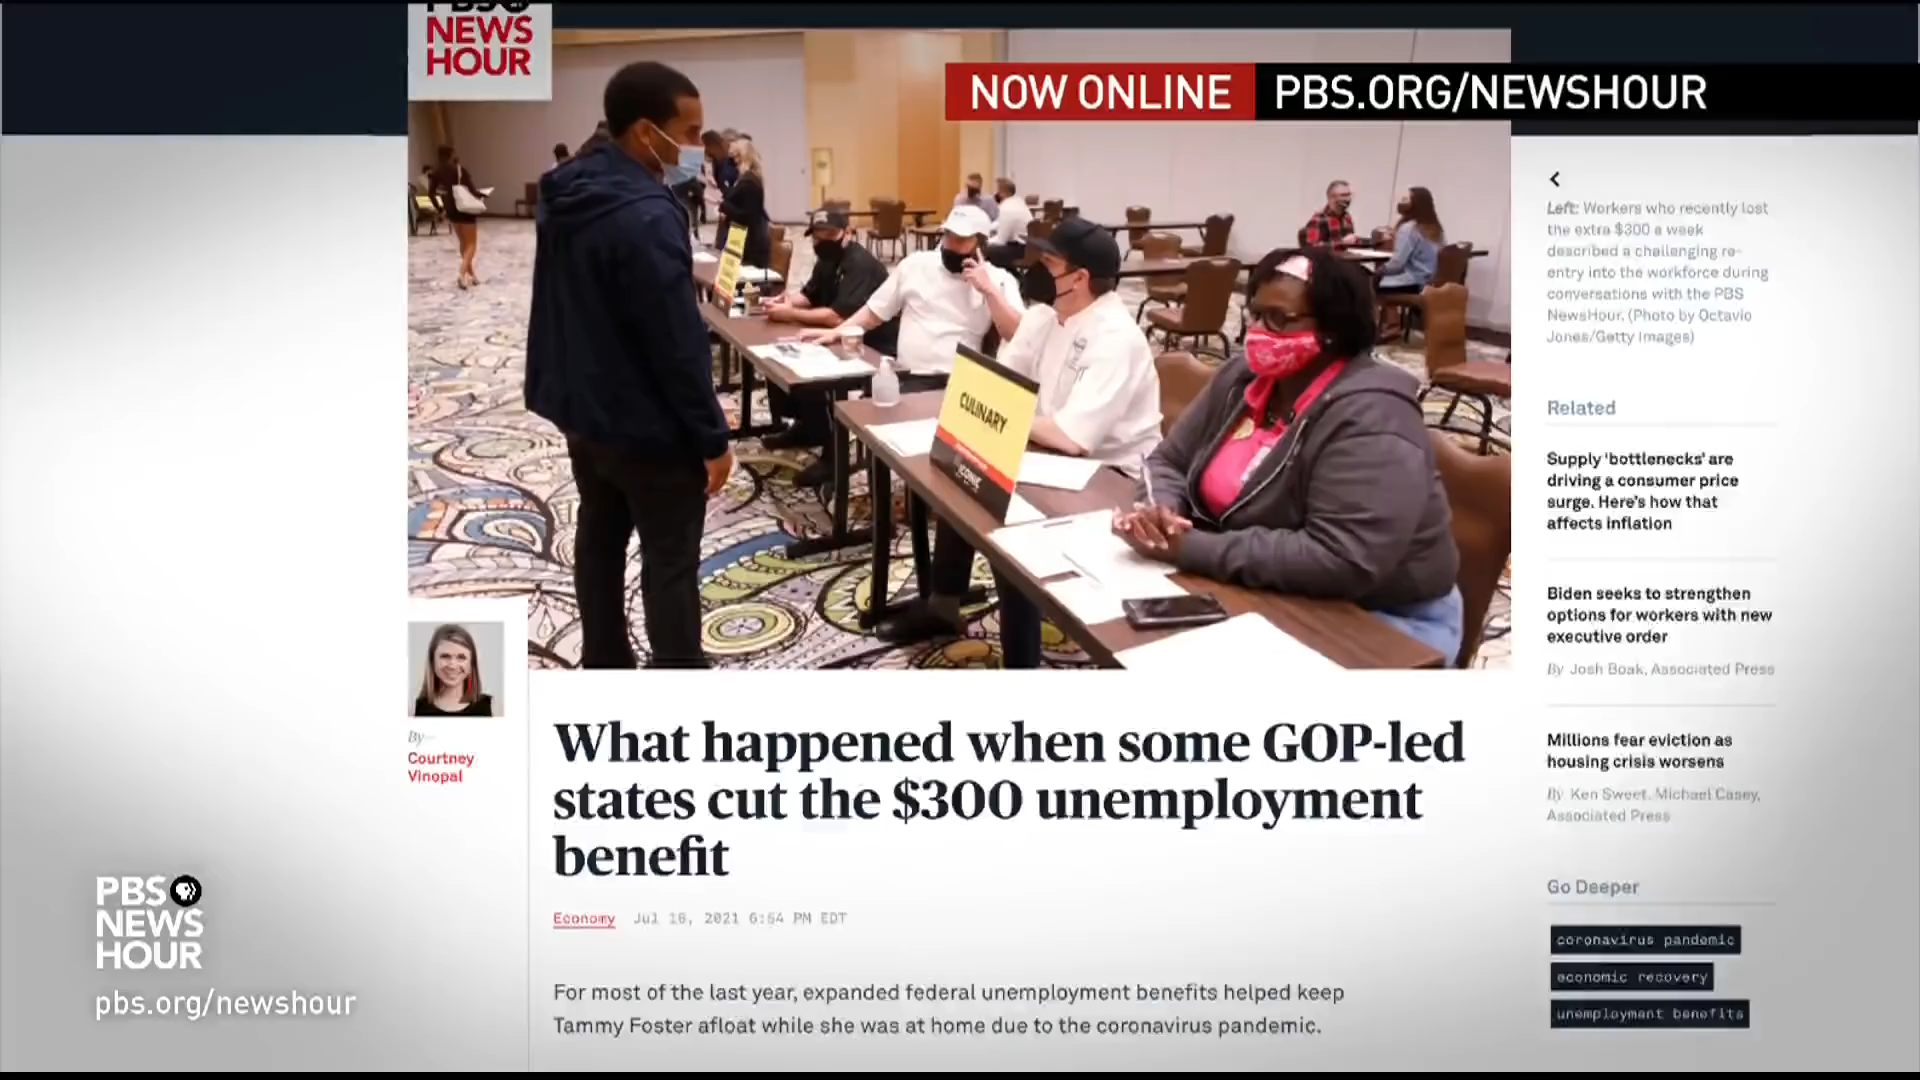 PBS
NEWS
HOUR
NOW ONLINE PBS.ORG/NEWSHOUR
CULINARY
ICONIC
<
Left: Workers who recently lost
the extra $300 a week
described a challenging re-
entry into the workforce during
conversations with the PBS
NewsHour. (Photo by Octavio
Jones/Getty Images)
Related
Supply 'bottlenecks' are
driving a consumer price
surge. Here's how that
affects inflation
Biden seeks to strengthen
options for workers with new
executive order
By Josh Boak, Associated Press
Millions fear eviction as
housing crisis worsens
By Ken Sweet, Michael Casey,
Associated Press
Go Deeper
coronavirus pandemic
economic recovery
unemployment benefits
By—
Courtney
Vinopal
What happened when some GOP-led
states cut the $300 unemployment
benefit
Economy Jul 16, 2021 6:54 PM EDT
For most of the last year, expanded federal unemployment benefits helped keep
Tammy Foster afloat while she was at home due to the coronavirus pandemic.
PBS
NEWS
HOUR
pbs.org/newshour